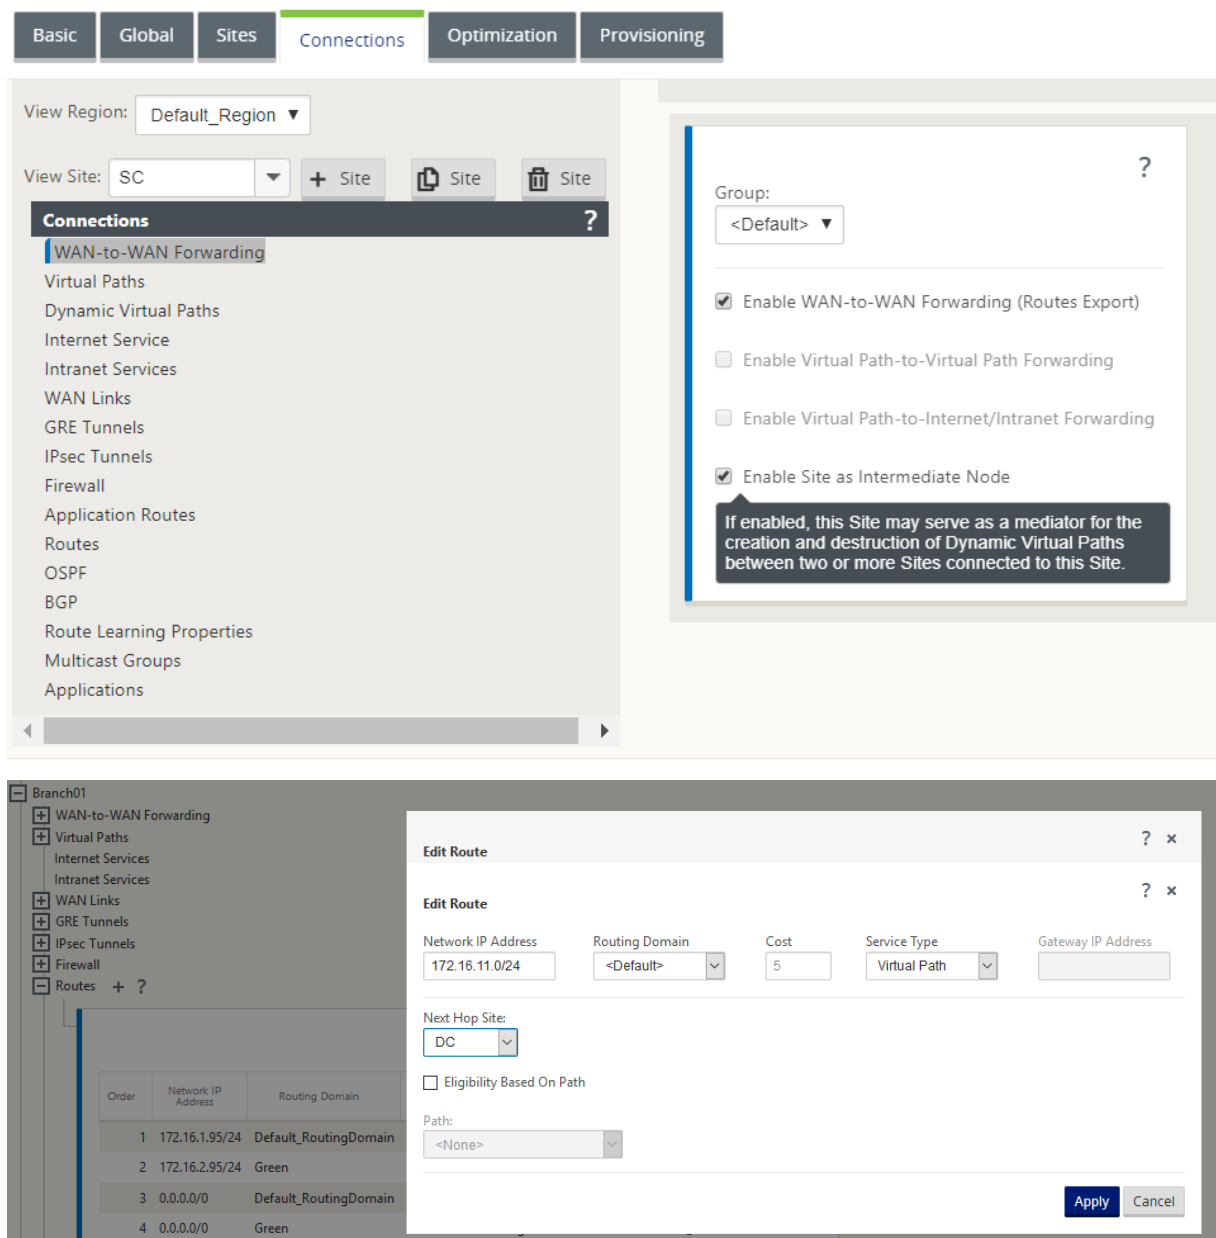 Basic Global Sites Connections Optimization Provisioning
View Region: Default_Region
View Site: SC + Site Site Site
Connections ?
WAN-to-WAN Forwarding
Virtual Paths
Dynamic Virtual Paths
Internet Service
Intranet Services
WAN Links
GRE Tunnels
IPsec Tunnels
Firewall
Application Routes
Routes
OSPF
BGP
Route Learning Properties
Multicast Groups
Applications
?
Group:
<Default>
Enable WAN-to-WAN Forwarding (Routes Export)
Enable Virtual Path-to-Virtual Path Forwarding
Enable Virtual Path-to-Internet/Intranet Forwarding
Enable Site as Intermediate Node
If enabled, this Site may serve as a mediator for the
creation and destruction of Dynamic Virtual Paths
between two or more Sites connected to this Site.
Branch01
WAN-to-WAN Forwarding
Virtual Paths
Internet Services
Intranet Services
WAN Links
GRE Tunnels
IPsec Tunnels
Firewall
Routes + ?
Order Network IP Address Routing Domain
1 172.16.1.95/24 Default_RoutingDomain
2 172.16.2.95/24 Green
3 0.0.0.0/0 Default_RoutingDomain
4 0.0.0.0/0 Green
Edit Route ? ×
Edit Route ? ×
Network IP Address Routing Domain Cost Service Type Gateway IP Address
172.16.11.0/24 <Default> 5 Virtual Path
Next Hop Site:
DC
Eligibility Based On Path
Path:
<None>
Apply Cancel